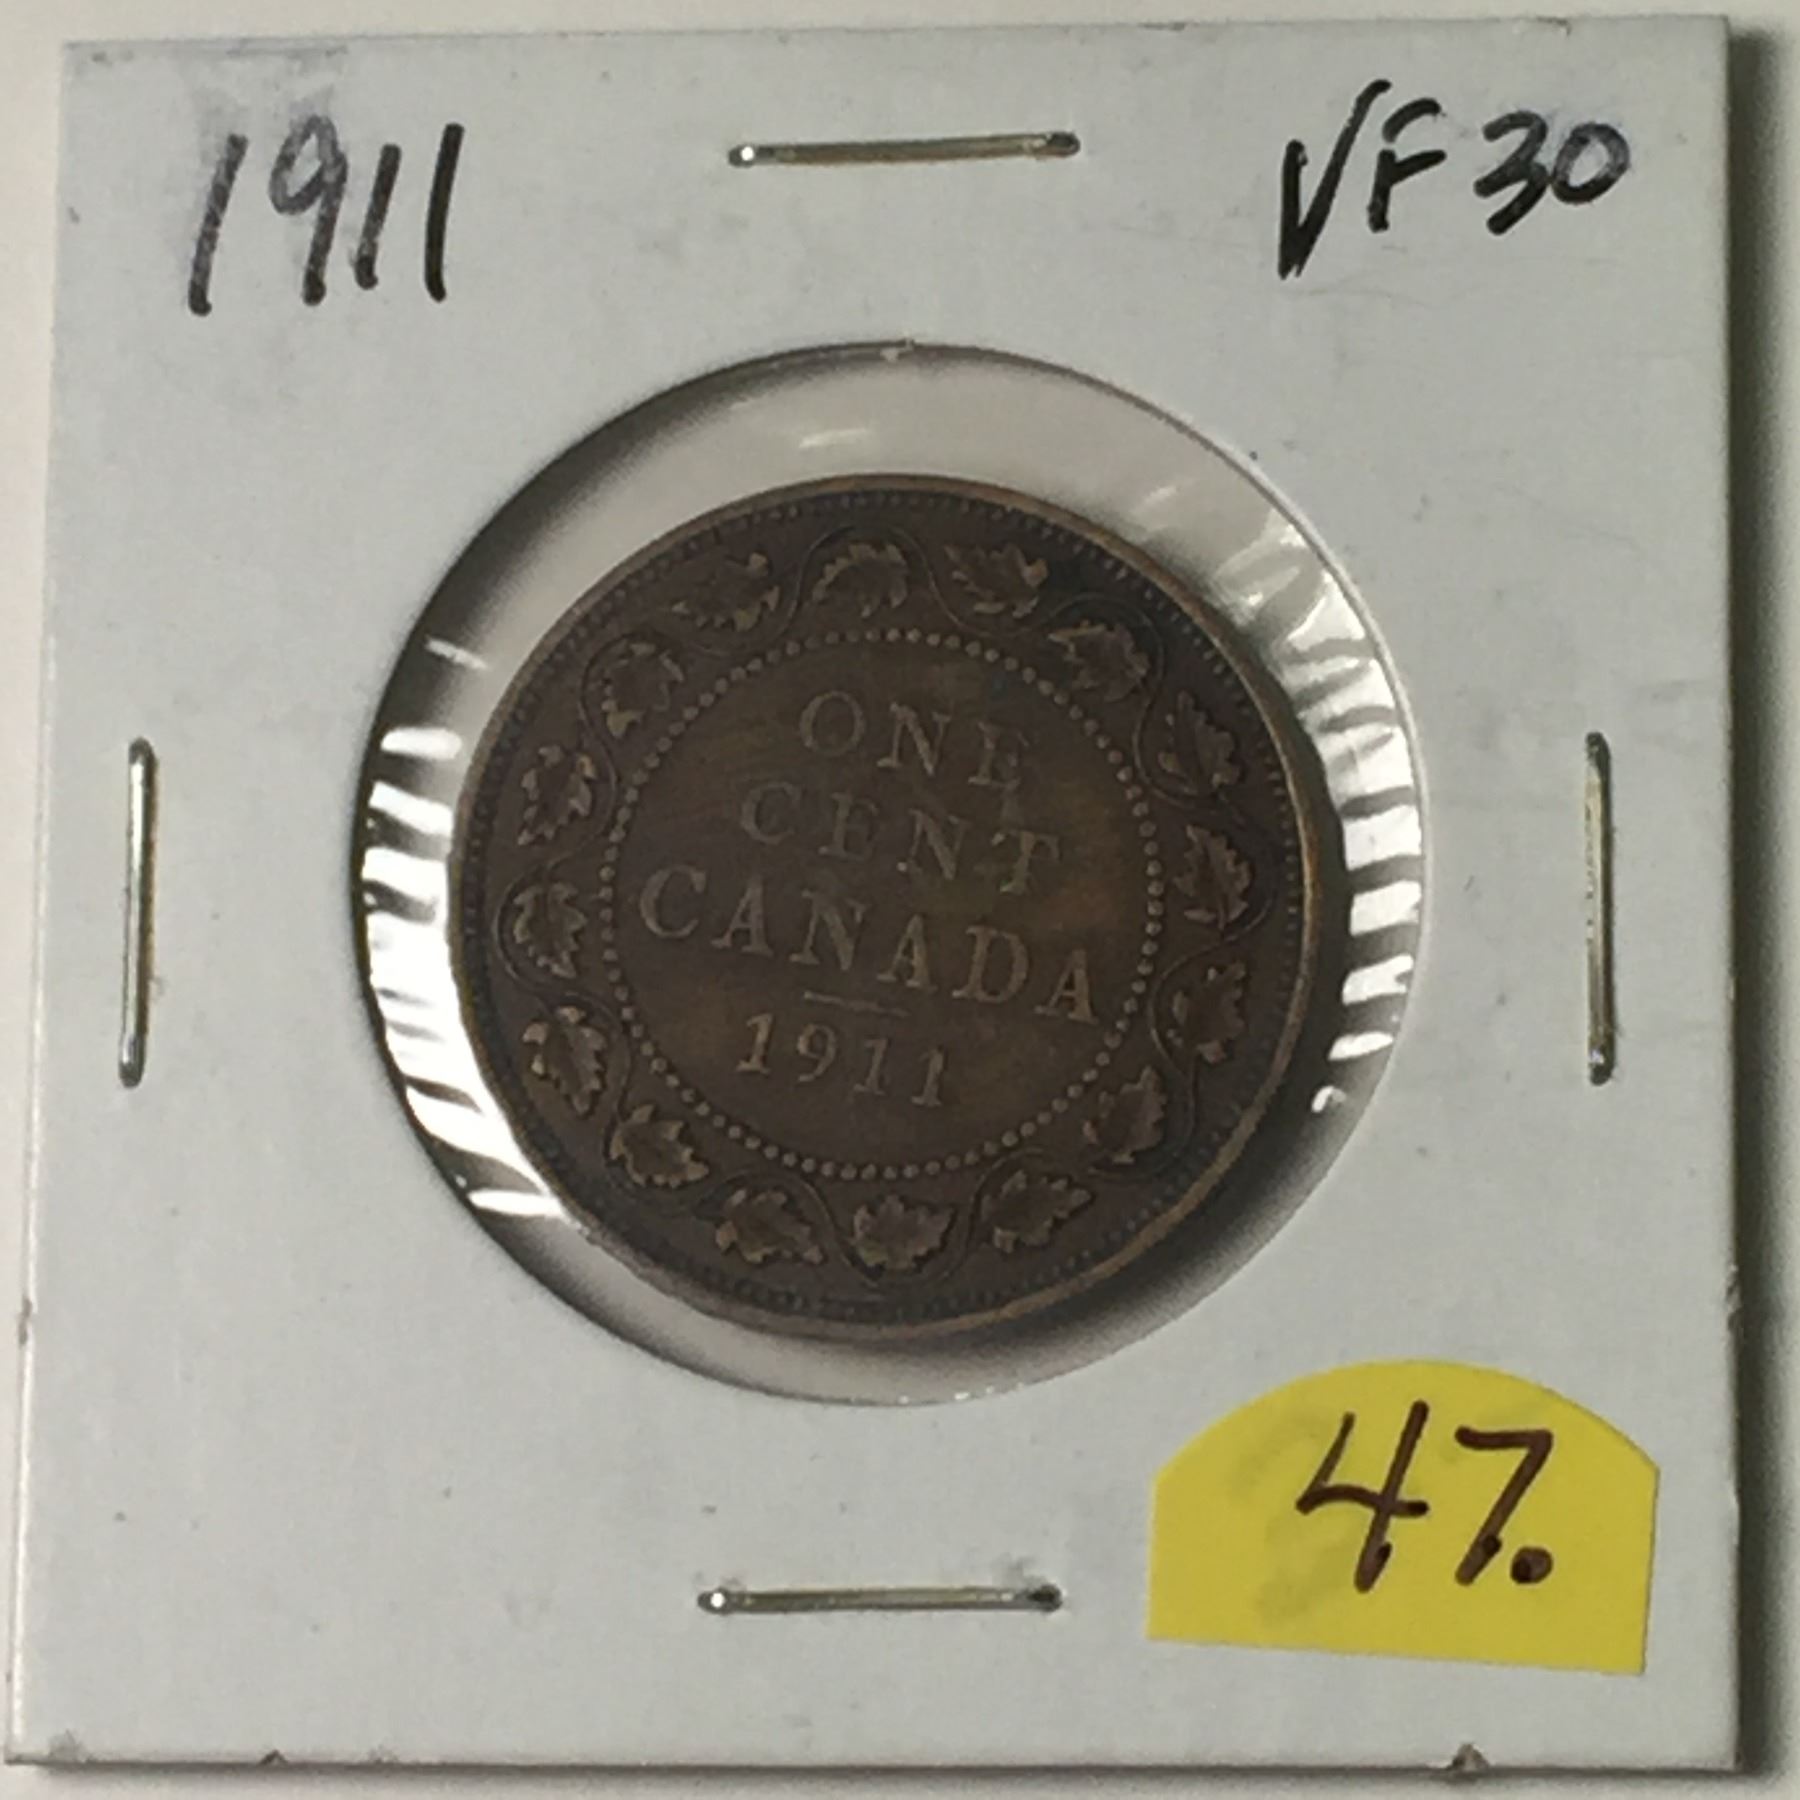 1911 VF30
ONE
CENT
CANADA
1911
47.